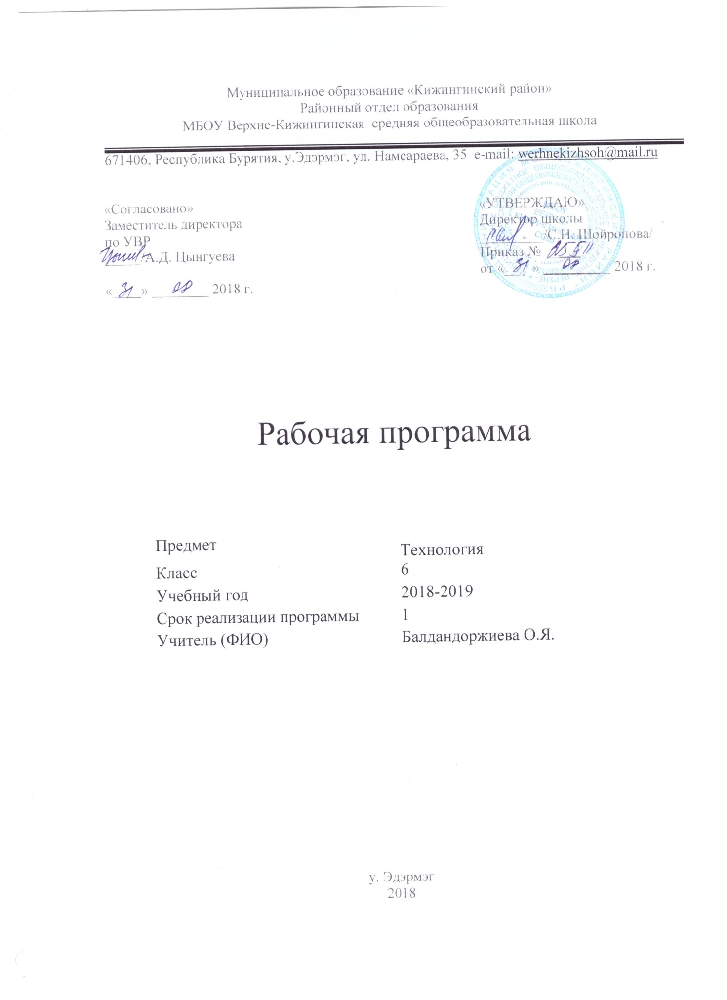 Муниципальное образование «Кижингинский район»
Районный отдел образования
МБОУ Верхне-Кижингинская средняя общеобразовательная школа
671406, Республика Бурятия, у.Эдэрмэг, ул. Намсараева, 35 e-mail: werhnekizhsoh@mail.ru
«Согласовано»
Заместитель директора
по УВР
А.Д. Цынгуева
«31» 08 2018 г.
«УТВЕРЖДАЮ»
Директор школы
/С.Н. Шойропова/
Приказ №
от «31» 08 2018 г.
Рабочая программа
Предмет Технология
Класс 6
Учебный год 2018-2019
Срок реализации программы 1
Учитель (ФИО) Балдандоржиева О.Я.
у. Эдэрмэг
2018